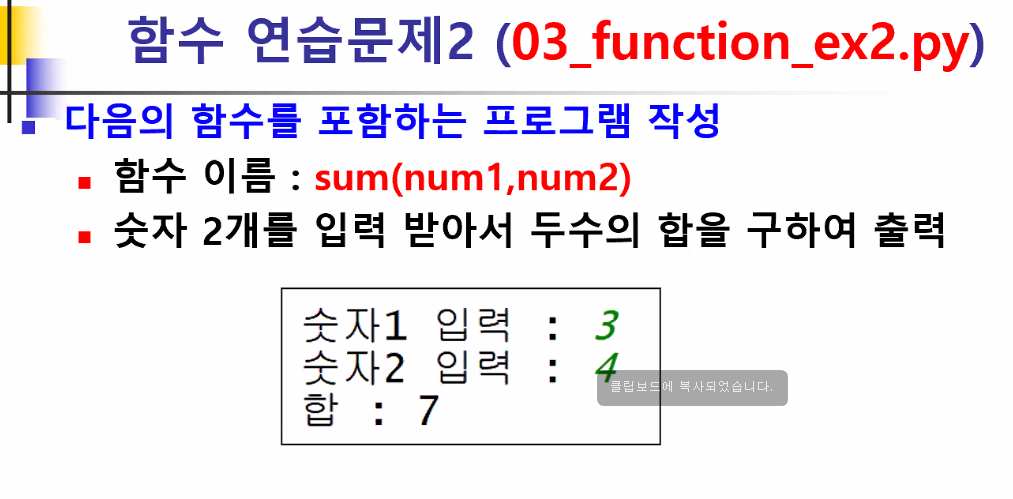 함수 연습문제2 (03_function_ex2.py)
다음의 함수를 포함하는 프로그램 작성
함수 이름 : sum(num1,num2)
숫자 2개를 입력 받아서 두수의 합을 구하여 출력
숫자1 입력 : 3
숫자2 입력 : 4
클립보드에 복사되었습니다.
합 : 7